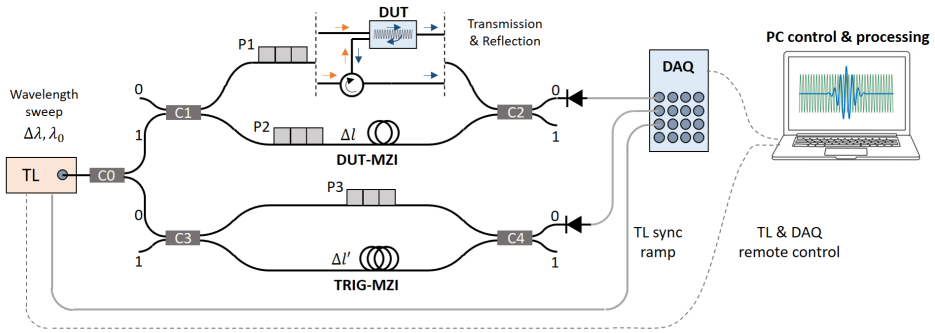 DUT
Transmission
& Reflection
PC control & processing
P1
DAQ
Wavelength
sweep
Δλ, λ0
0
C1
1
P2
Δl
DUT-MZI
0
C2
1
TL
C0
P3
0
C3
1
Δl′
TRIG-MZI
0
C4
1
TL sync
ramp
TL & DAQ
remote control